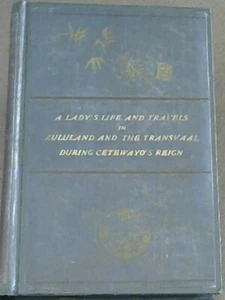 A LADY'S LIFE AND TRAVELS
IN
ZULULAND AND THE TRANSVAAL
DURING CETEWAYO'S REIGN